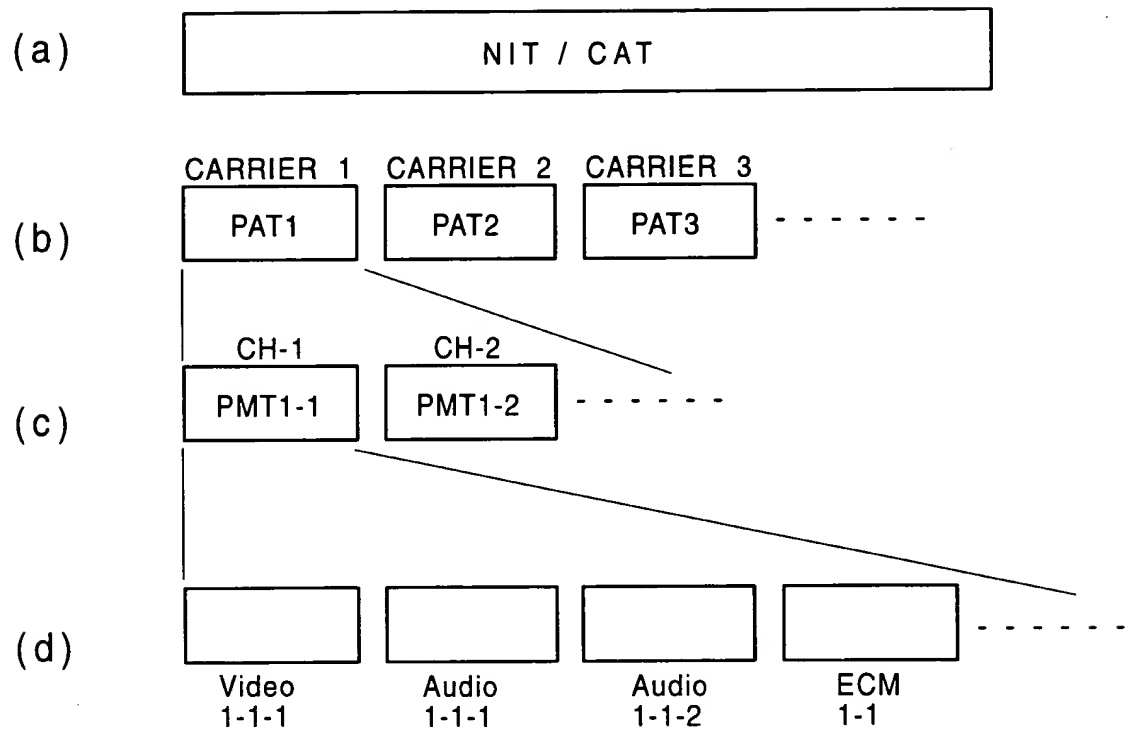 (a)
NIT / CAT
CARRIER 1 CARRIER 2 CARRIER 3
(b)
PAT1 PAT2 PAT3
CH-1 CH-2
(c)
PMT1-1 PMT1-2
(d)
Video Audio Audio ECM
1-1-1 1-1-1 1-1-2 1-1